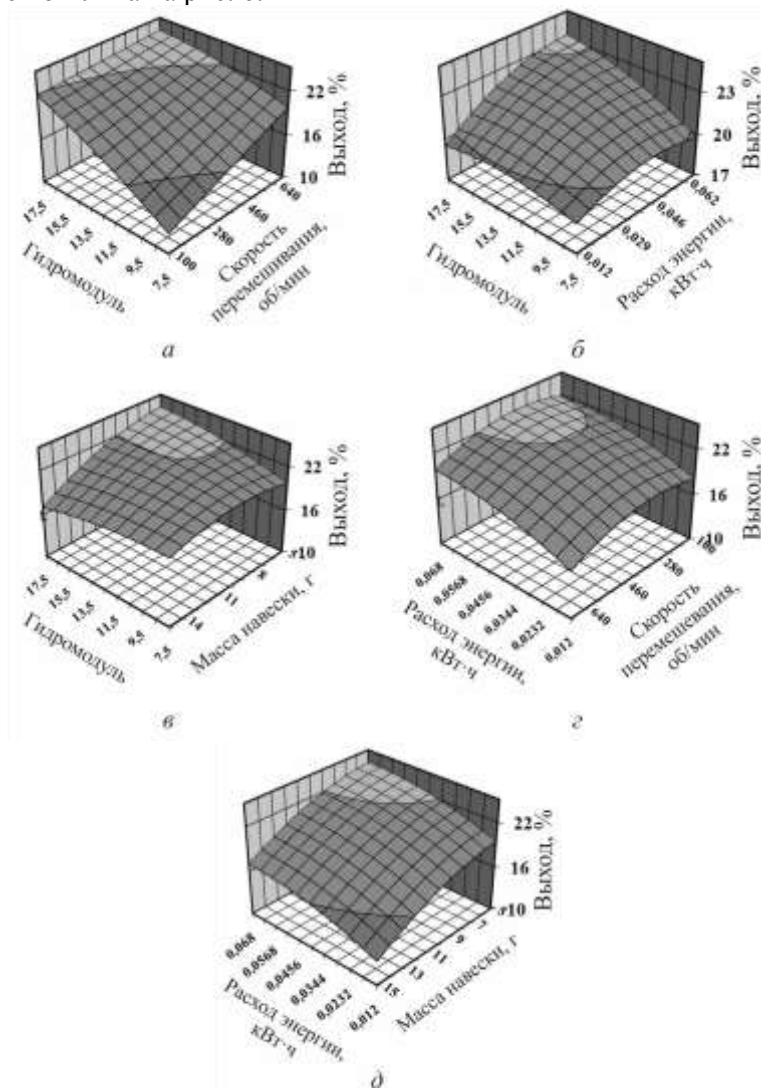 22
16
10
Выход, %
640
460
280
100
Скорость
перемешивания,
об/мин
17,5
15,5
13,5
11,5
9,5
7,5
Гидромодуль
а
23
20
17
Выход, %
0,062
0,046
0,029
0,012
Расход энергии,
кВт·ч
17,5
15,5
13,5
11,5
9,5
7,5
Гидромодуль
б
22
16
10
Выход, %
8
11
14
Масса навески, г
17,5
15,5
13,5
11,5
9,5
7,5
Гидромодуль
в
22
16
10
Выход, %
100
280
460
640
Скорость
перемешевания,
об/мин
0,068
0,0568
0,0456
0,0344
0,0232
0,012
Расход энергии,
кВт·ч
г
22
16
10
Выход, %
7
9
11
13
15
Масса навески, г
0,068
0,0568
0,0456
0,0344
0,0232
0,012
Расход энергии,
кВт·ч
д